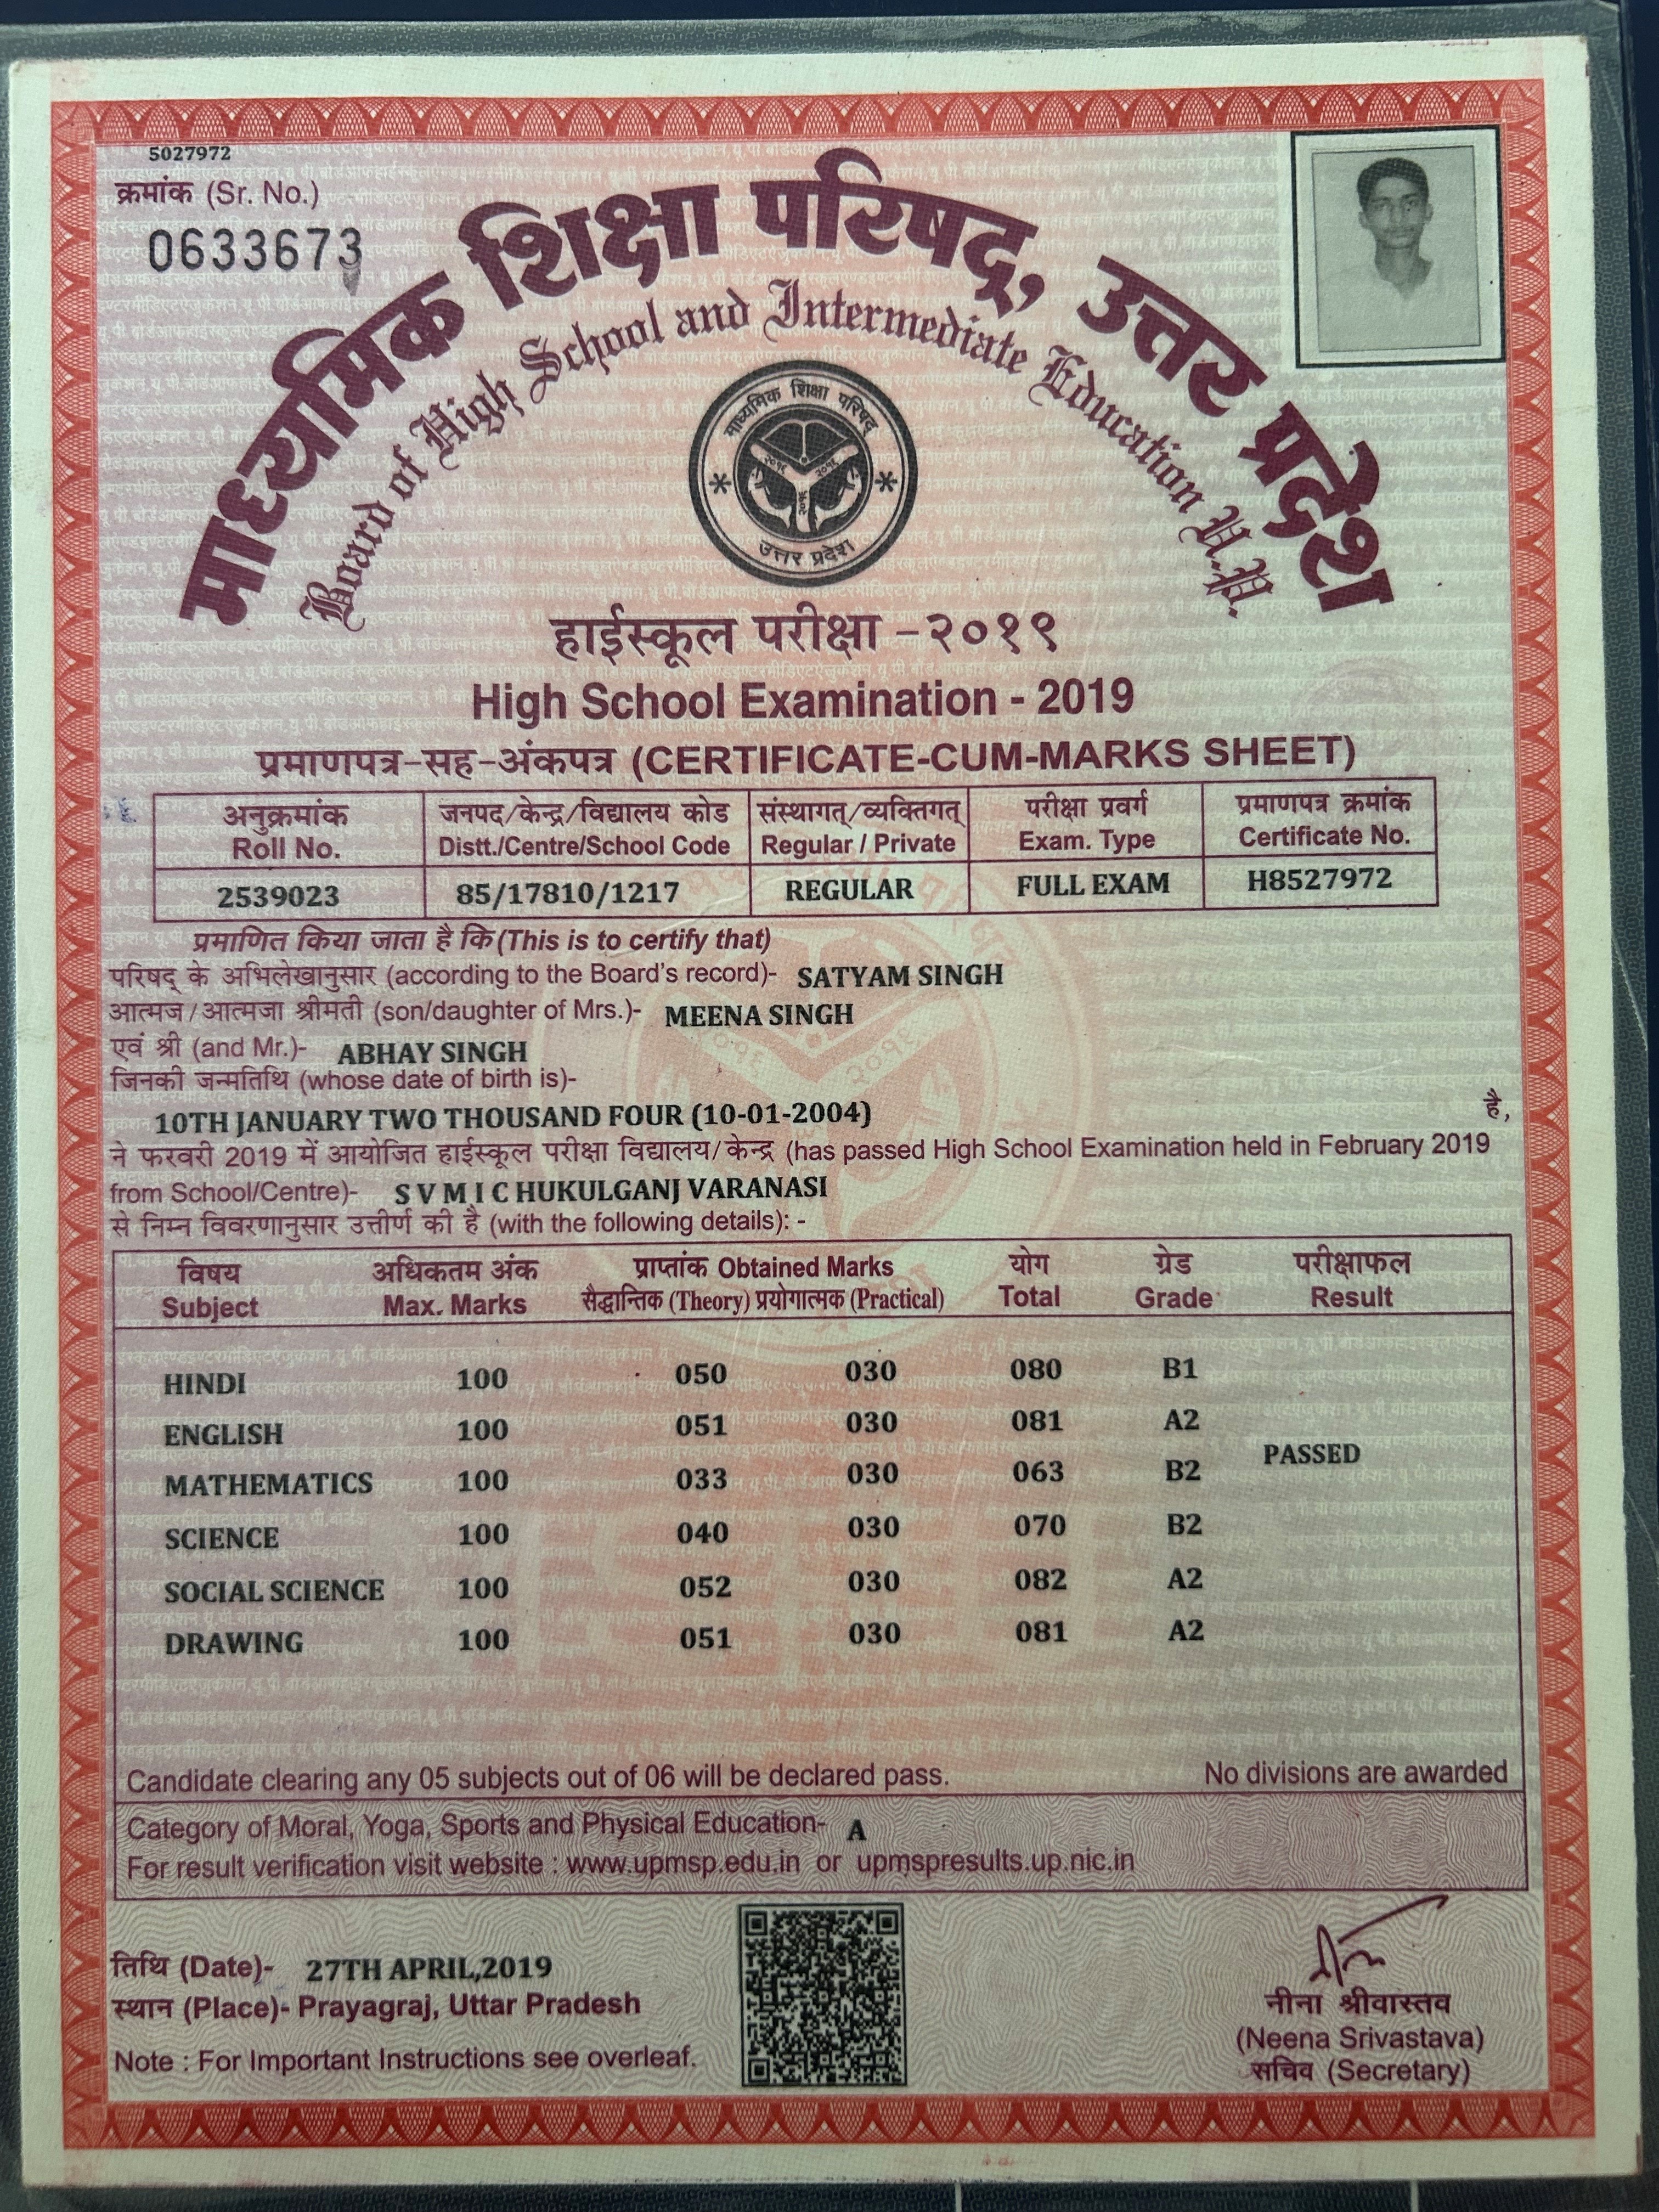 5027972
क्रमांक (Sr. No.)
0633673
माध्यमिक शिक्षा परिषद्, उत्तर प्रदेश
Board of High School and Intermediate Education U.P.
माध्यमिक शिक्षा परिषद्
२०१६ २०१६
२०१६
उत्तर प्रदेश
हाईस्कूल परीक्षा -२०१९
High School Examination - 2019
प्रमाणपत्र-सह-अंकपत्र (CERTIFICATE-CUM-MARKS SHEET)
अनुक्रमांक जनपद/केन्द्र/विद्यालय कोड संस्थागत्/व्यक्तिगत् परीक्षा प्रवर्ग प्रमाणपत्र क्रमांक
Roll No. Distt./Centre/School Code Regular / Private Exam. Type Certificate No.
2539023 85/17810/1217 REGULAR FULL EXAM H8527972
प्रमाणित किया जाता है कि (This is to certify that)
परिषद् के अभिलेखानुसार (according to the Board's record)- SATYAM SINGH
आत्मज/आत्मजा श्रीमती (son/daughter of Mrs.)- MEENA SINGH
एवं श्री (and Mr.)- ABHAY SINGH
जिनकी जन्मतिथि (whose date of birth is)-
10TH JANUARY TWO THOUSAND FOUR (10-01-2004) है,
ने फरवरी 2019 में आयोजित हाईस्कूल परीक्षा विद्यालय/केन्द्र (has passed High School Examination held in February 2019
from School/Centre)- S V M I C HUKULGANJ VARANASI
से निम्न विवरणानुसार उत्तीर्ण की है (with the following details): -
विषय अधिकतम अंक प्राप्तांक Obtained Marks योग ग्रेड परीक्षाफल
Subject Max. Marks सैद्धान्तिक (Theory) प्रयोगात्मक (Practical) Total Grade Result
HINDI 100 050 030 080 B1
ENGLISH 100 051 030 081 A2
PASSED
MATHEMATICS 100 033 030 063 B2
SCIENCE 100 040 030 070 B2
SOCIAL SCIENCE 100 052 030 082 A2
DRAWING 100 051 030 081 A2
Candidate clearing any 05 subjects out of 06 will be declared pass. No divisions are awarded
Category of Moral, Yoga, Sports and Physical Education- A
For result verification visit website : www.upmsp.edu.in or upmspresults.up.nic.in
तिथि (Date)- 27TH APRIL,2019
स्थान (Place)- Prayagraj, Uttar Pradesh
Note : For Important Instructions see overleaf.
नीना श्रीवास्तव
(Neena Srivastava)
सचिव (Secretary)